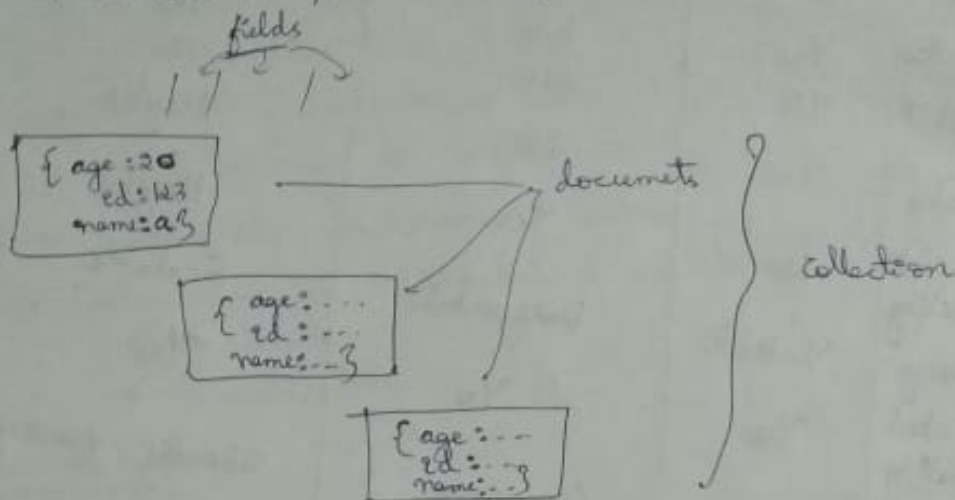 fields
{ age : 20
id : 123
name : a }
documets
collection
{ age : ....
id : ...
name : .. }
{ age : ...
id : ...
name : .. }